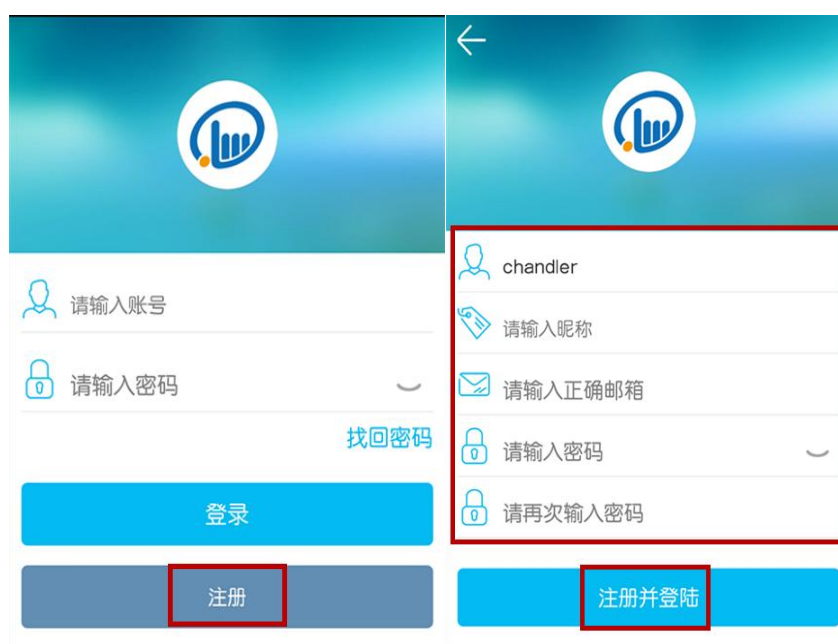 请输入账号
请输入密码
找回密码
登录
注册
chandler
请输入昵称
请输入正确邮箱
请输入密码
请再次输入密码
注册并登陆